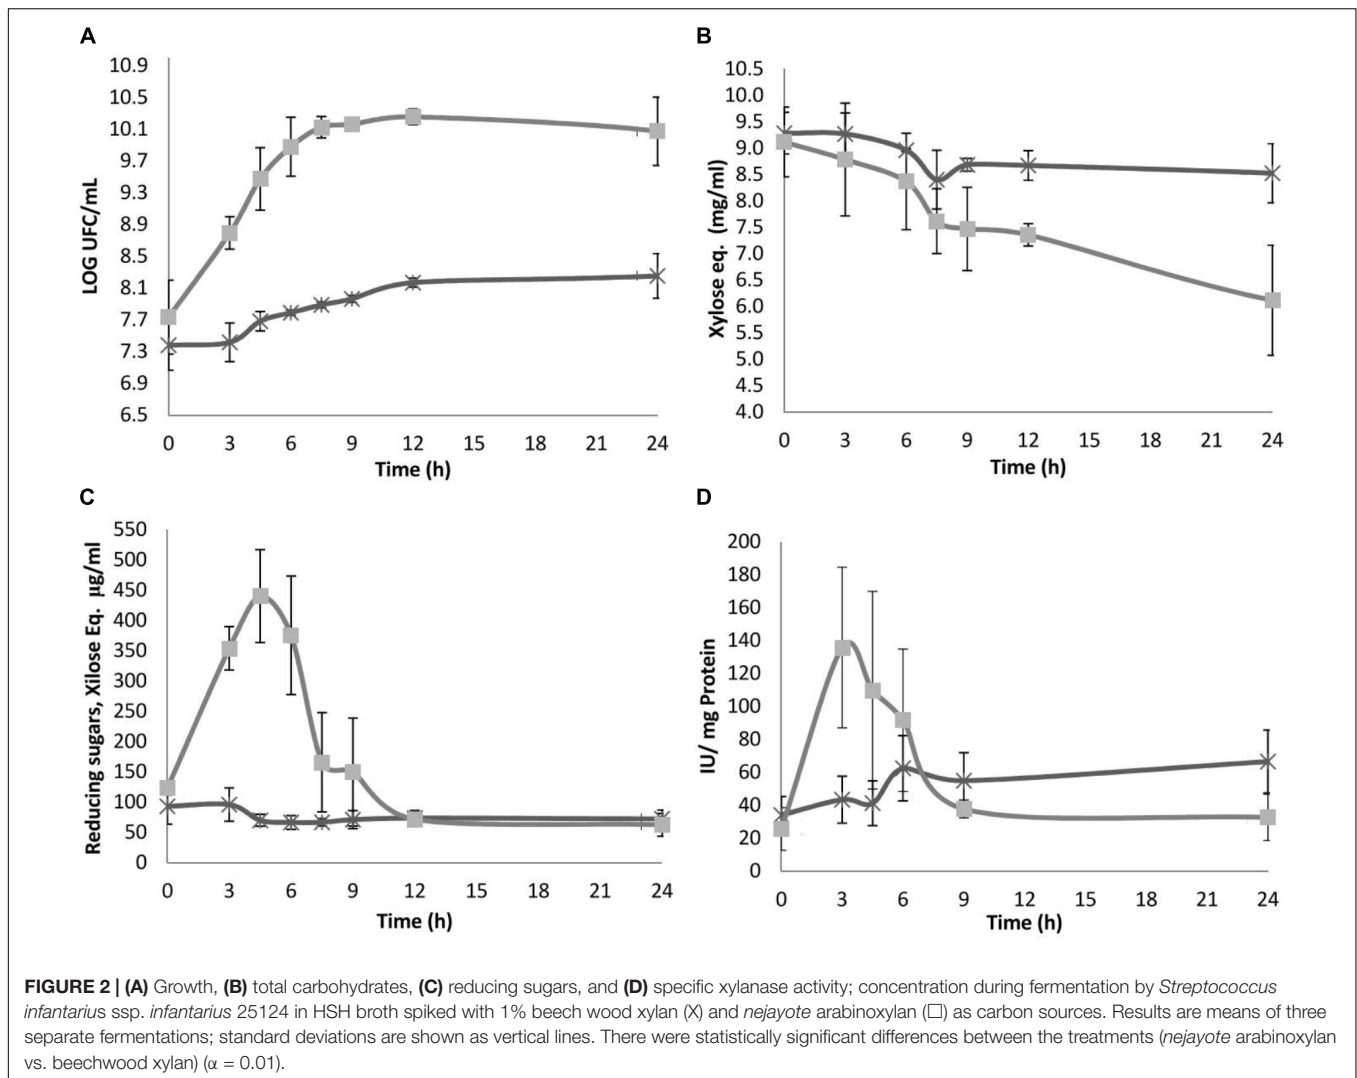 A
LOG UFC/mL
10.9
10.5
10.1
9.7
9.3
8.9
8.5
8.1
7.7
7.3
6.9
6.5
0 3 6 9 12 15 18 21 24
Time (h)
B
Xylose eq. (mg/ml)
10.5
10.0
9.5
9.0
8.5
8.0
7.5
7.0
6.5
6.0
5.5
5.0
4.5
4.0
0 3 6 9 12 15 18 21 24
Time (h)
C
Reducing sugars, Xilose Eq. µg/ml
550
500
450
400
350
300
250
200
150
100
50
0
0 3 6 9 12 15 18 21 24
Time (h)
D
IU/ mg Protein
200
180
160
140
120
100
80
60
40
20
0
0 3 6 9 12 15 18 21 24
Time (h)
FIGURE 2 | (A) Growth, (B) total carbohydrates, (C) reducing sugars, and (D) specific xylanase activity; concentration during fermentation by Streptococcus
infantarius ssp. infantarius 25124 in HSH broth spiked with 1% beech wood xylan (X) and nejayote arabinoxylan (□) as carbon sources. Results are means of three
separate fermentations; standard deviations are shown as vertical lines. There were statistically significant differences between the treatments (nejayote arabinoxylan
vs. beechwood xylan) (α = 0.01).